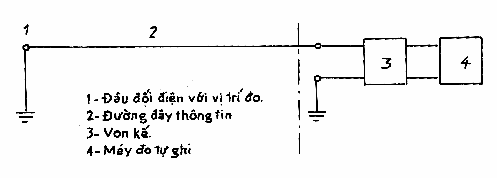 1
2
3
4
1- Đầu đối diện với vị trí đo.
2- Đường dây thông tin
3- Von kế.
4- Máy đo tự ghi